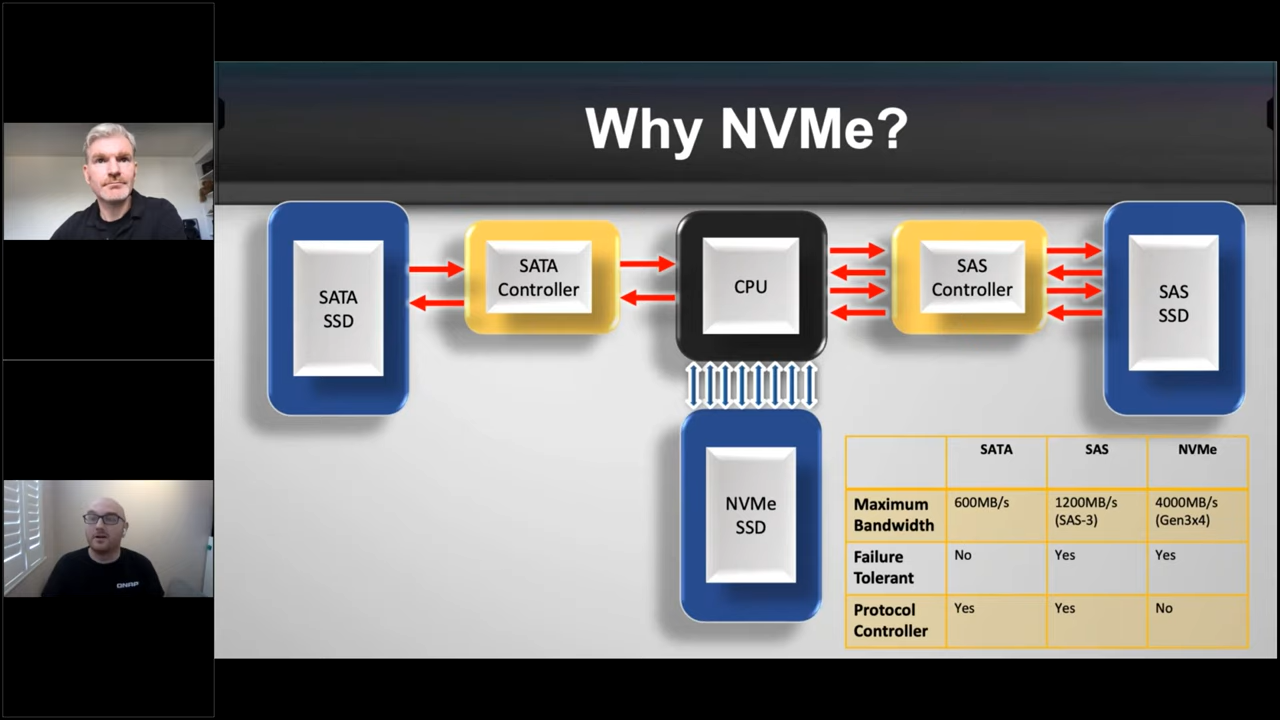 Why NVMe?
SATA
SSD
SATA
Controller
CPU
SAS
Controller
SAS
SSD
NVMe
SSD
SATA SAS NVMe
Maximum
Bandwidth
600MB/s
1200MB/s
(SAS-3)
4000MB/s
(Gen3x4)
Failure
Tolerant
No Yes Yes
Protocol
Controller
Yes Yes No
QNAP